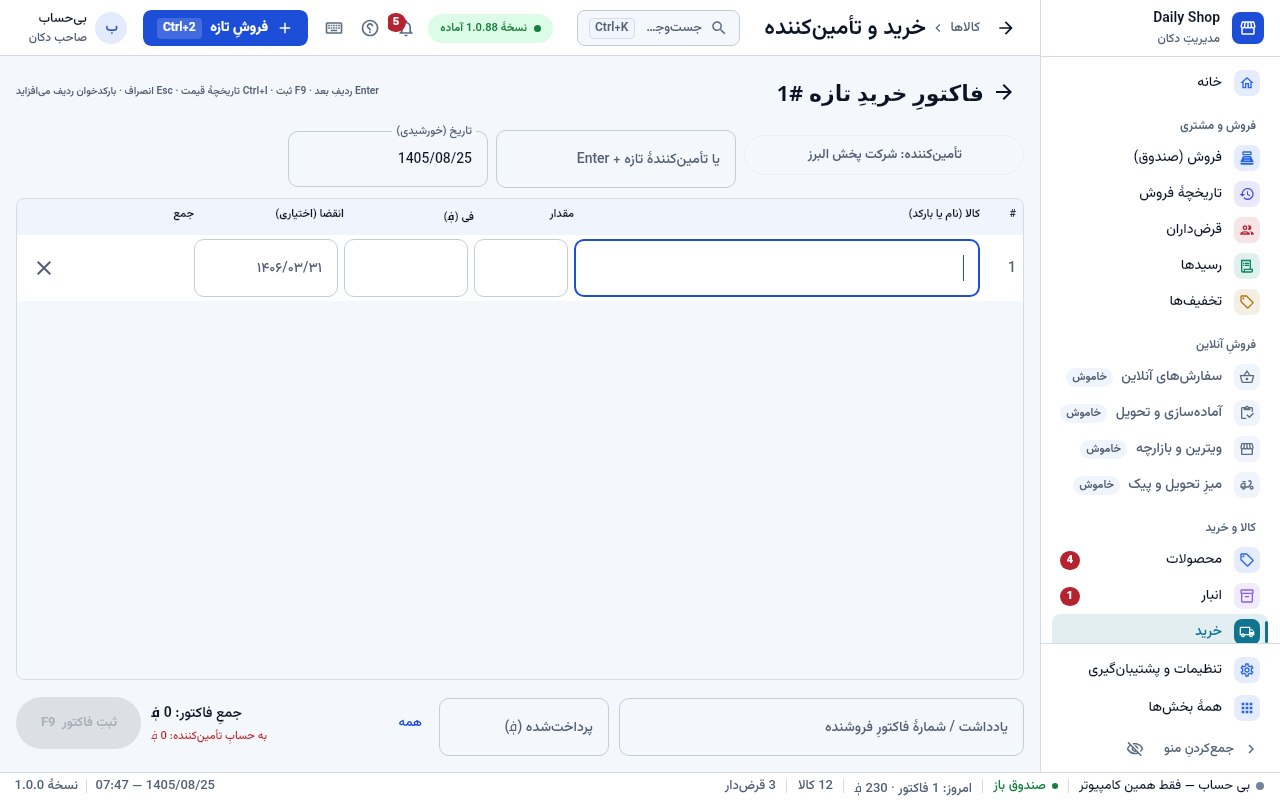 Daily Shop
مدیریتِ دکان
خانه
فروش و مشتری
فروش (صندوق)
تاریخچهٔ فروش
قرض‌داران
رسیدها
تخفیف‌ها
فروشِ آنلاین
سفارش‌های آنلاین
خاموش
آماده‌سازی و تحویل
خاموش
ویترین و بازارچه
خاموش
میزِ تحویل و پیک
خاموش
کالا و خرید
محصولات
4
انبار
1
خرید
تنظیمات و پشتیبان‌گیری
همهٔ بخش‌ها
جمع‌کردنِ منو
کالاها
خرید و تأمین‌کننده
جست‌وجـ...
Ctrl+K
نسخهٔ 1.0.88 آماده
5
فروشِ تازه
Ctrl+2
ب
بی‌حساب
صاحب دکان
فاکتورِ خریدِ تازه #1
Enter ردیفِ بعد · F9 ثبت · Ctrl+I تاریخچهٔ قیمت · Esc انصراف · بارکدخوان ردیف می‌افزاید
تأمین‌کننده: شرکت پخش البرز
یا تأمین‌کنندهٔ تازه + Enter
تاریخ (خورشیدی)
1405/08/25
#
کالا (نام یا بارکد)
مقدار
فی (؋)
انقضا (اختیاری)
جمع
1
۱۴۰۶/۰۳/۳۱
یادداشت / شمارهٔ فاکتورِ فروشنده
پرداخت‌شده (؋)
همه
جمعِ فاکتور: 0 ؋
به حسابِ تأمین‌کننده: 0 ؋
ثبتِ فاکتور F9
بی حساب — فقط همین کامپیوتر
صندوق باز
امروز: 1 فاکتور · 230 ؋
12 کالا
3 قرض‌دار
1405/08/25 — 07:47
نسخهٔ 1.0.0